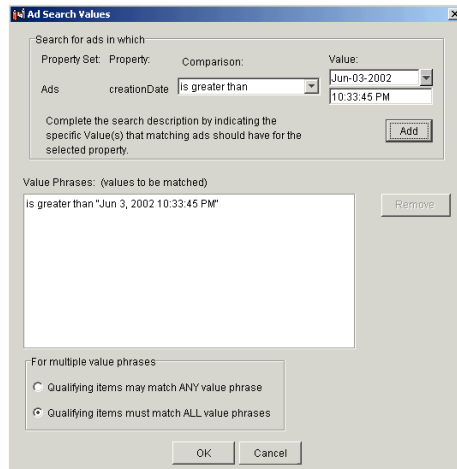 Ad Search Values
Search for ads in which
Property Set: Property: Comparison: Value:
Ads creationDate is greater than Jun-03-2002
10:33:45 PM
Complete the search description by indicating the
specific Value(s) that matching ads should have for the
selected property.
Add
Value Phrases: (values to be matched)
is greater than "Jun 3, 2002 10:33:45 PM"
Remove
For multiple value phrases
Qualifying items may match ANY value phrase
Qualifying items must match ALL value phrases
OK Cancel